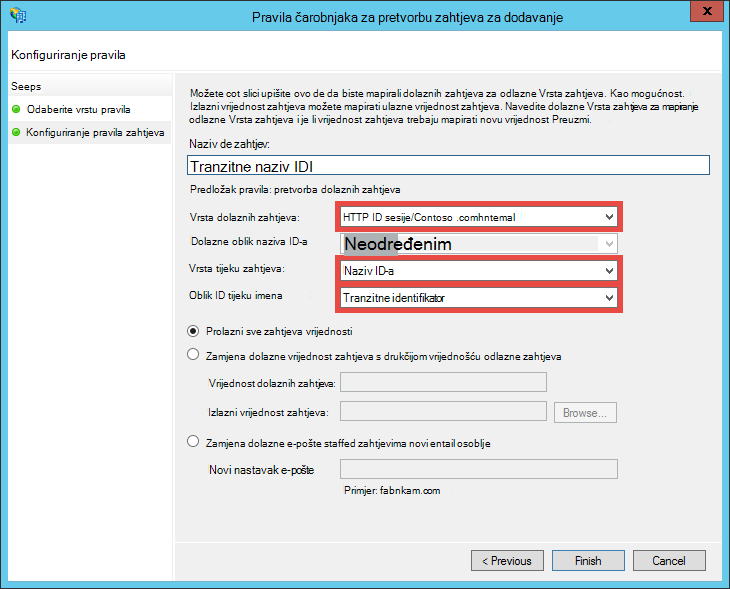 Pravila čarobnjaka za pretvorbu zahtjeva za dodavanje
X
Konfiguriranje pravila
Seeps
Odaberite vrstu pravila
Konfiguriranje pravila zahtjeva
Možete cot slici upišite ovo de da biste mapirali dolaznih zahtjeva za odlazne Vrsta zahtjeva. Kao mogućnost.
Izlazni vrijednost zahtjeva možete mapirati ulazne vrijednost zahtjeva. Navedite dolazne Vrsta zahtjeva za mapiranje
odlazne Vrsta zahtjeva i je li vrijednost zahtjeva trebaju mapirati novu vrijednost Preuzmi.
Naziv de zahtjev:
Tranzitne naziv IDI
Predložak pravila: pretvorba dolaznih zahtjeva
Vrsta dolaznih zahtjeva:
HTTP ID sesije/Contoso .comhntemal
Dolazne oblik naziva ID-a
Neodređenim
Vrsta tijeku zahtjeva:
Naziv ID-a
Oblik ID tijeku imena
Tranzitne identifikator
Prolazni sve zahtjeva vrijednosti
Zamjena dolazne vrijednost zahtjeva s drukčijom vrijednošću odlazne zahtjeva
Vrijednost dolaznih zahtjeva:
Izlazni vrijednost zahtjeva:
Browse...
Zamjena dolazne e-pošte staffed zahtjevima novi entail osoblje
Novi nastavak e-pošte
Primjer: fabnkam.com
< Previous
Finish
Cancel